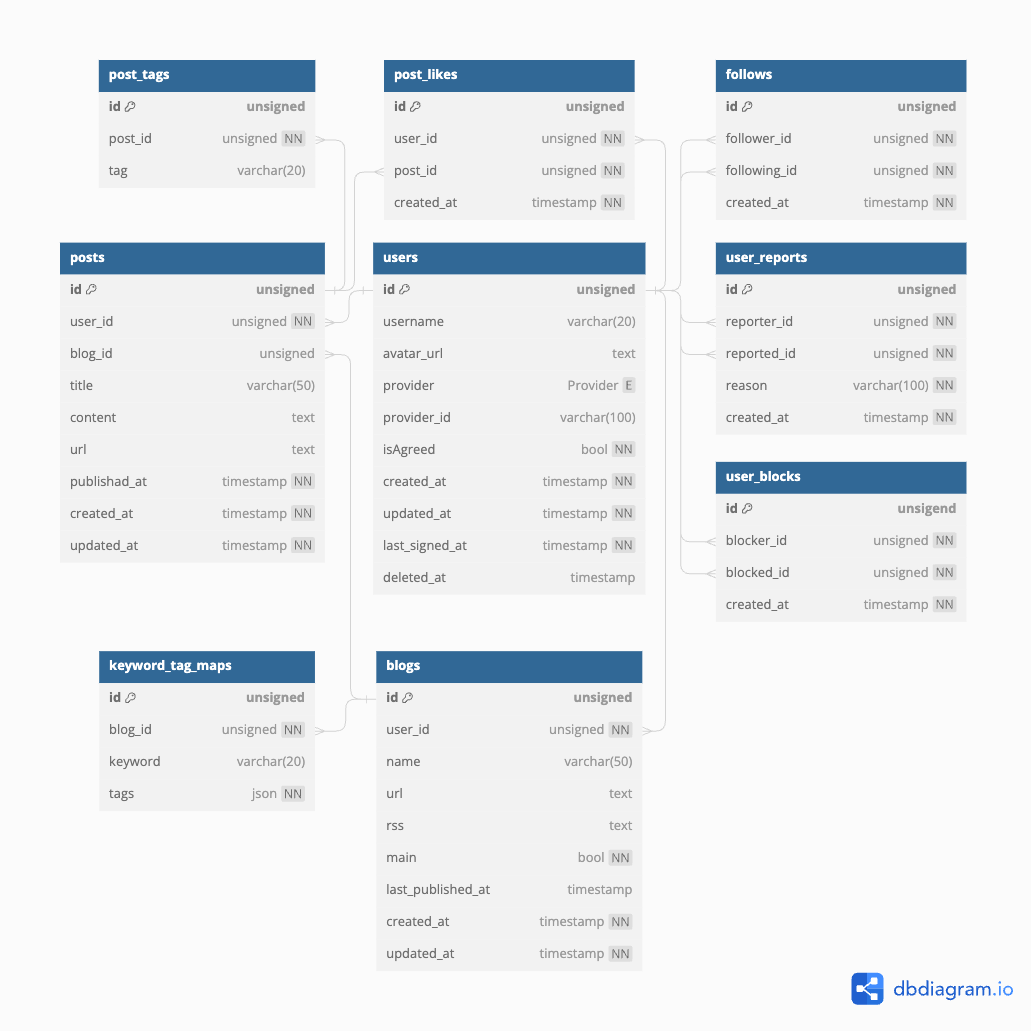 post_tags
id unsigned
post_id unsigned NN
tag varchar(20)
post_likes
id unsigned
user_id unsigned NN
post_id unsigned NN
created_at timestamp NN
follows
id unsigned
follower_id unsigned NN
following_id unsigned NN
created_at timestamp NN
posts
id unsigned
user_id unsigned NN
blog_id unsigned
title varchar(50)
content text
url text
publishad_at timestamp NN
created_at timestamp NN
updated_at timestamp NN
users
id unsigned
username varchar(20)
avatar_url text
provider Provider E
provider_id varchar(100)
isAgreed bool NN
created_at timestamp NN
updated_at timestamp NN
last_signed_at timestamp NN
deleted_at timestamp
user_reports
id unsigned
reporter_id unsigned NN
reported_id unsigned NN
reason varchar(100) NN
created_at timestamp NN
user_blocks
id unsigend
blocker_id unsigned NN
blocked_id unsigned NN
created_at timestamp NN
keyword_tag_maps
id unsigned
blog_id unsigned NN
keyword varchar(20)
tags json NN
blogs
id unsigned
user_id unsigned NN
name varchar(50)
url text
rss text
main bool NN
last_published_at timestamp
created_at timestamp NN
updated_at timestamp NN
dbdiagram.io